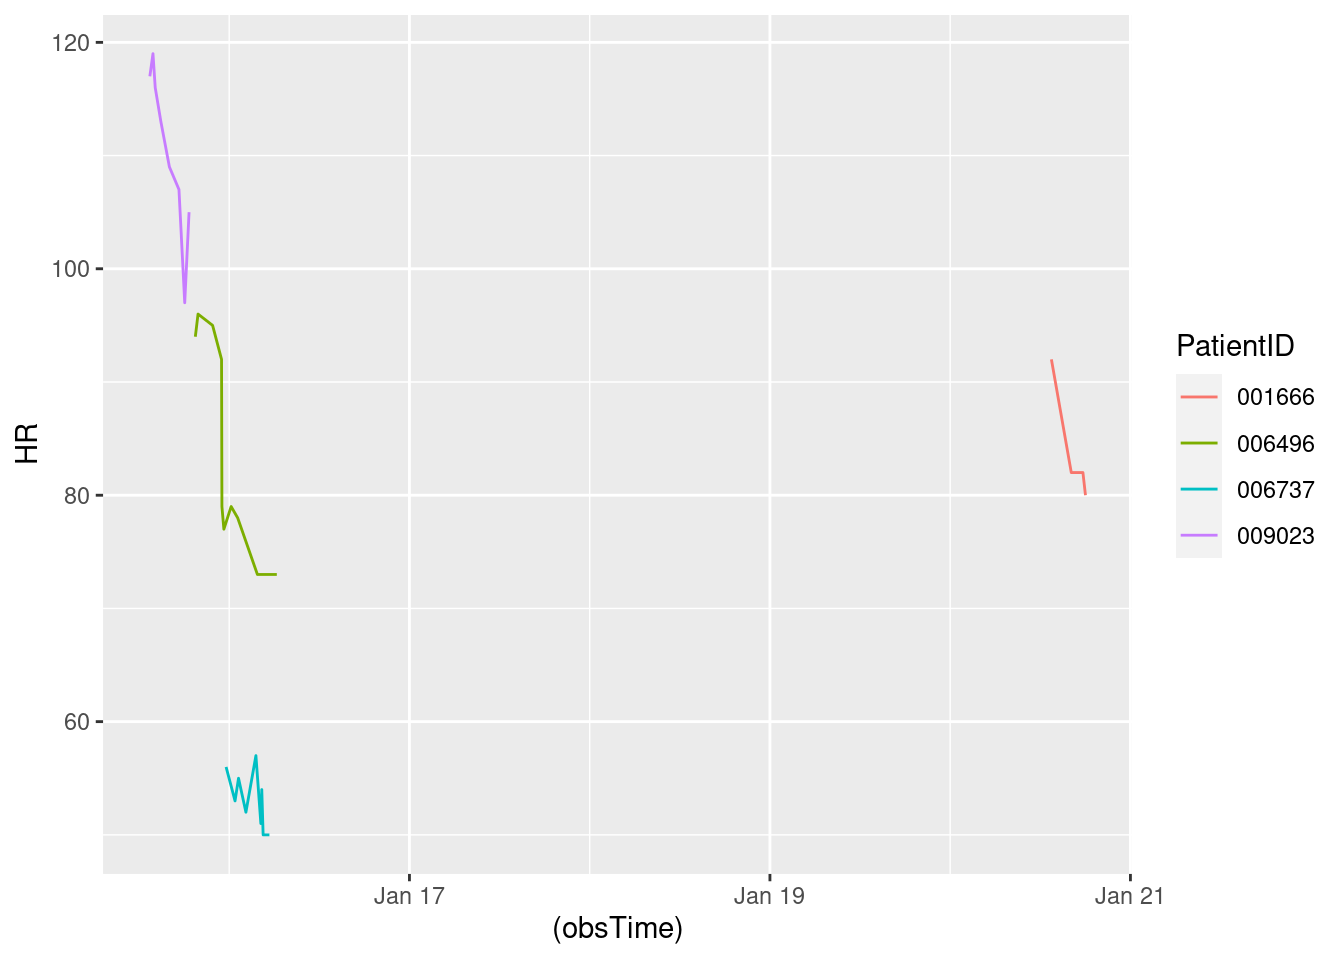 120
100
80
60
HR
Jan 17
Jan 19
Jan 21
(obsTime)
PatientID
001666
006496
006737
009023